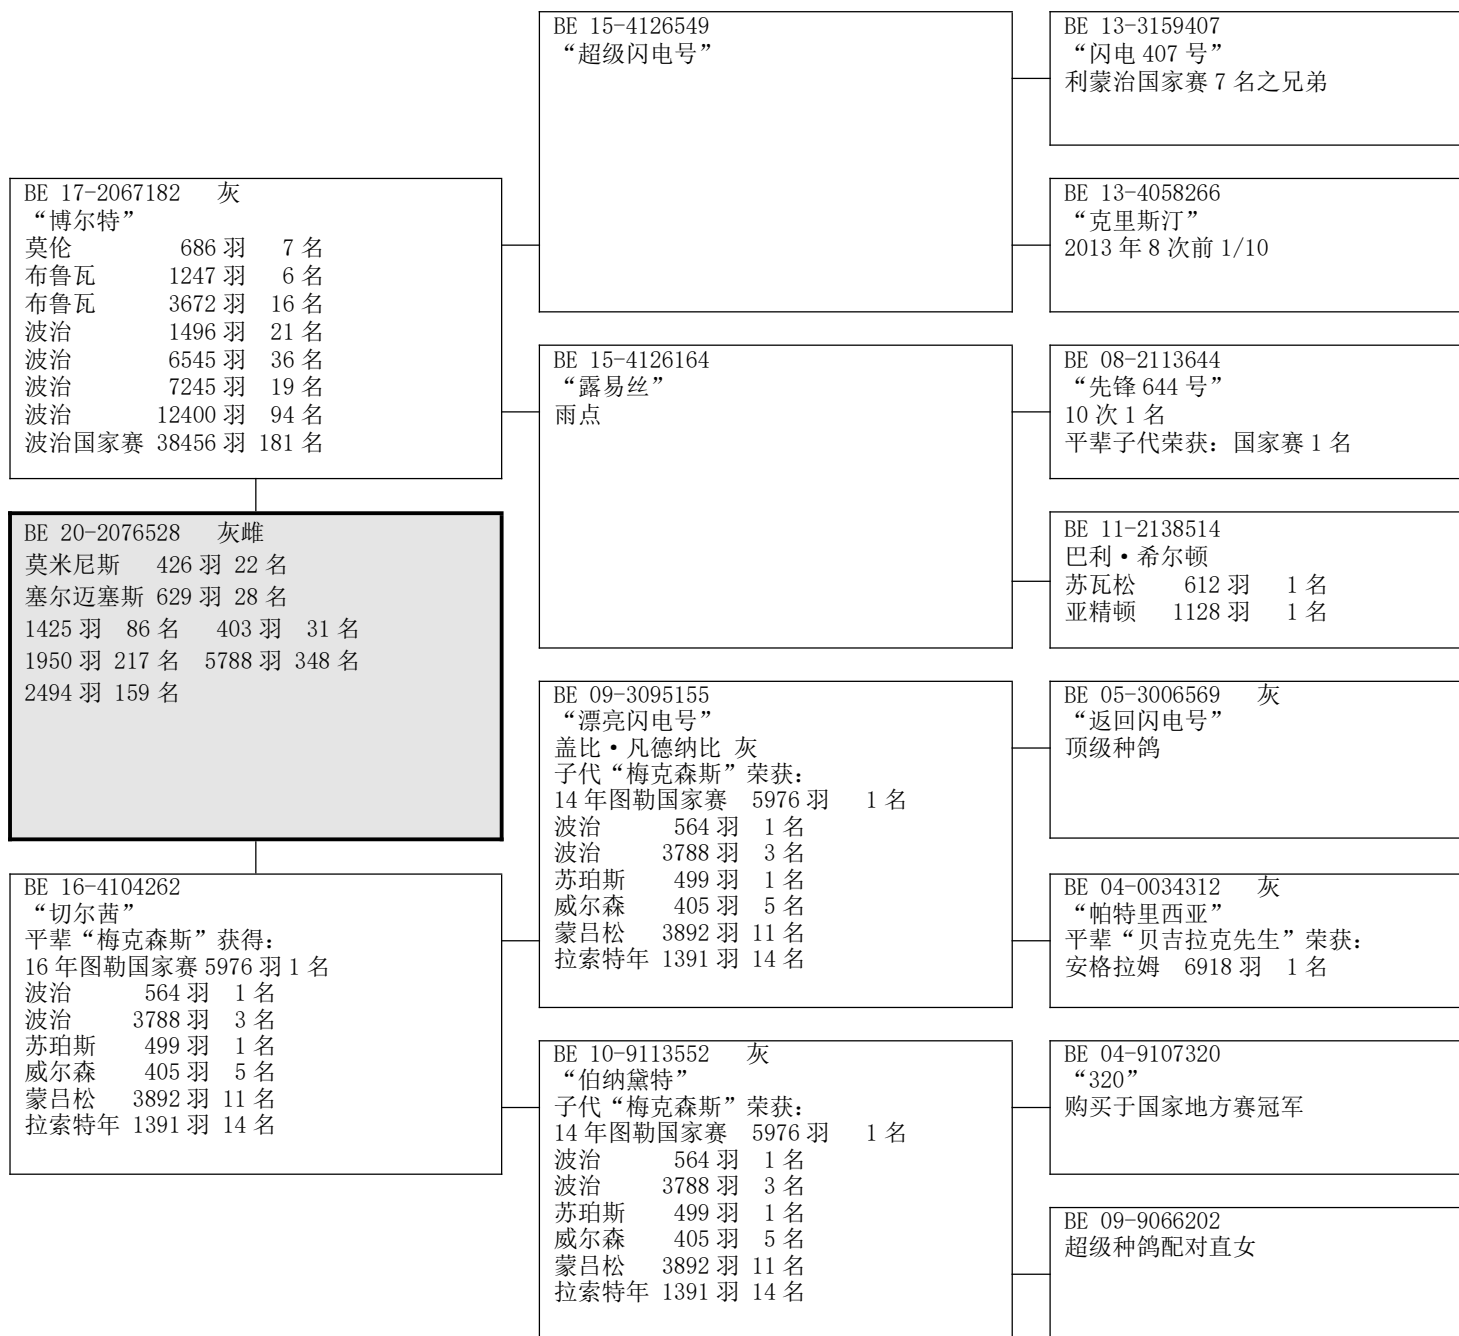 BE 15-4126549
“超级闪电号”
BE 13-3159407
“闪电 407 号”
利蒙治国家赛 7 名之兄弟
BE 17-2067182 灰
“博尔特”
莫伦 686 羽 7 名
布鲁瓦 1247 羽 6 名
布鲁瓦 3672 羽 16 名
波治 1496 羽 21 名
波治 6545 羽 36 名
波治 7245 羽 19 名
波治 12400 羽 94 名
波治国家赛 38456 羽 181 名
BE 13-4058266
“克里斯汀”
2013 年 8 次前 1/10
BE 15-4126164
“露易丝”
雨点
BE 08-2113644
“先锋 644 号”
10 次 1 名
平辈子代荣获：国家赛 1 名
BE 20-2076528 灰雌
莫米尼斯 426 羽 22 名
塞尔迈塞斯 629 羽 28 名
1425 羽 86 名 403 羽 31 名
1950 羽 217 名 5788 羽 348 名
2494 羽 159 名
BE 11-2138514
巴利·希尔顿
苏瓦松 612 羽 1 名
亚精顿 1128 羽 1 名
BE 09-3095155
“漂亮闪电号”
盖比·凡德纳比 灰
子代“梅克森斯”荣获：
14 年图勒国家赛 5976 羽 1 名
波治 564 羽 1 名
波治 3788 羽 3 名
苏珀斯 499 羽 1 名
威尔森 405 羽 5 名
蒙吕松 3892 羽 11 名
拉索特年 1391 羽 14 名
BE 05-3006569 灰
“返回闪电号”
顶级种鸽
BE 16-4104262
“切尔茜”
平辈“梅克森斯”获得：
16 年图勒国家赛 5976 羽 1 名
波治 564 羽 1 名
波治 3788 羽 3 名
苏珀斯 499 羽 1 名
威尔森 405 羽 5 名
蒙吕松 3892 羽 11 名
拉索特年 1391 羽 14 名
BE 04-0034312 灰
“帕特里西亚”
平辈“贝吉拉克先生”荣获：
安格拉姆 6918 羽 1 名
BE 10-9113552 灰
“伯纳黛特”
子代“梅克森斯”荣获：
14 年图勒国家赛 5976 羽 1 名
波治 564 羽 1 名
波治 3788 羽 3 名
苏珀斯 499 羽 1 名
威尔森 405 羽 5 名
蒙吕松 3892 羽 11 名
拉索特年 1391 羽 14 名
BE 04-9107320
“320”
购买于国家地方赛冠军
BE 09-9066202
超级种鸽配对直女